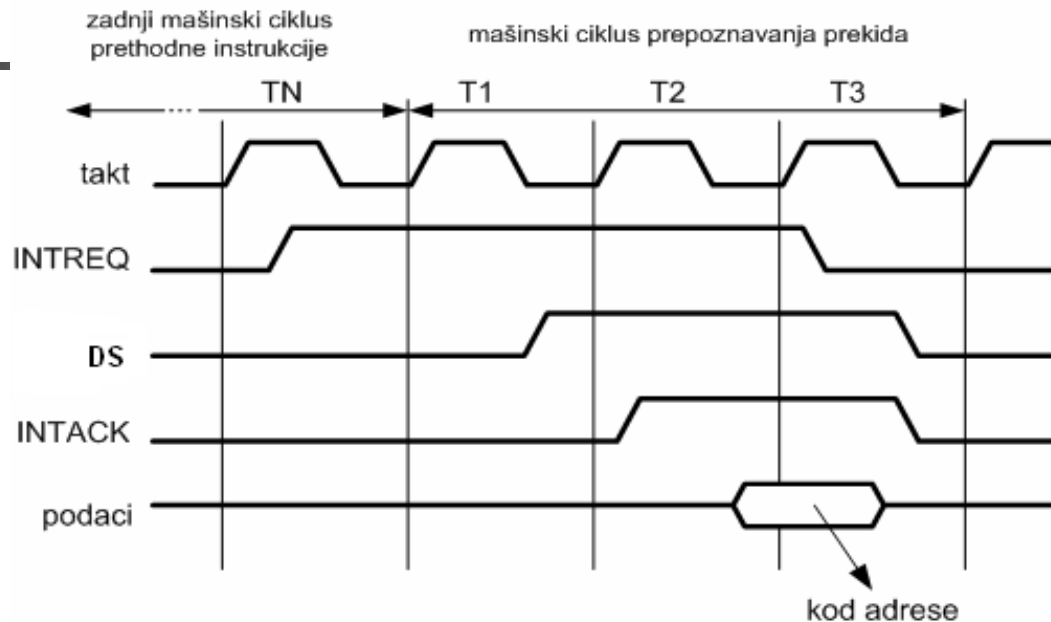 zadnji mašinski ciklus
prethodne instrukcije
mašinski ciklus prepoznavanja prekida
TN
T1
T2
T3
takt
INTREQ
DS
INTACK
podaci
kod adrese